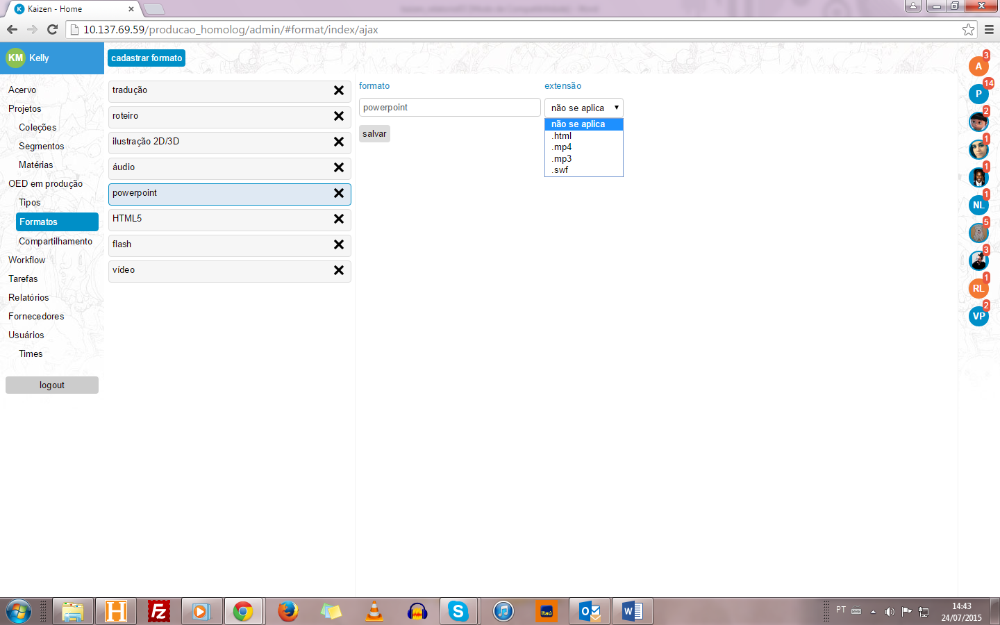 Kaizen - Home
10.137.69.59/producao_homolog/admin/#format/index/ajax
KM Kelly
cadastrar formato
Acervo
Projetos
Coleções
Segmentos
Matérias
OED em produção
Tipos
Formatos
Compartilhamento
Workflow
Tarefas
Relatórios
Fornecedores
Usuários
Times
logout
tradução
roteiro
ilustração 2D/3D
áudio
powerpoint
HTML5
flash
vídeo
formato
powerpoint
salvar
extensão
não se aplica
não se aplica
.html
.mp4
.mp3
.swf
3
A
14
P
2
1
1
1
NL
5
3
1
RL
2
VP
Itaú
PT
14:43
24/07/2015